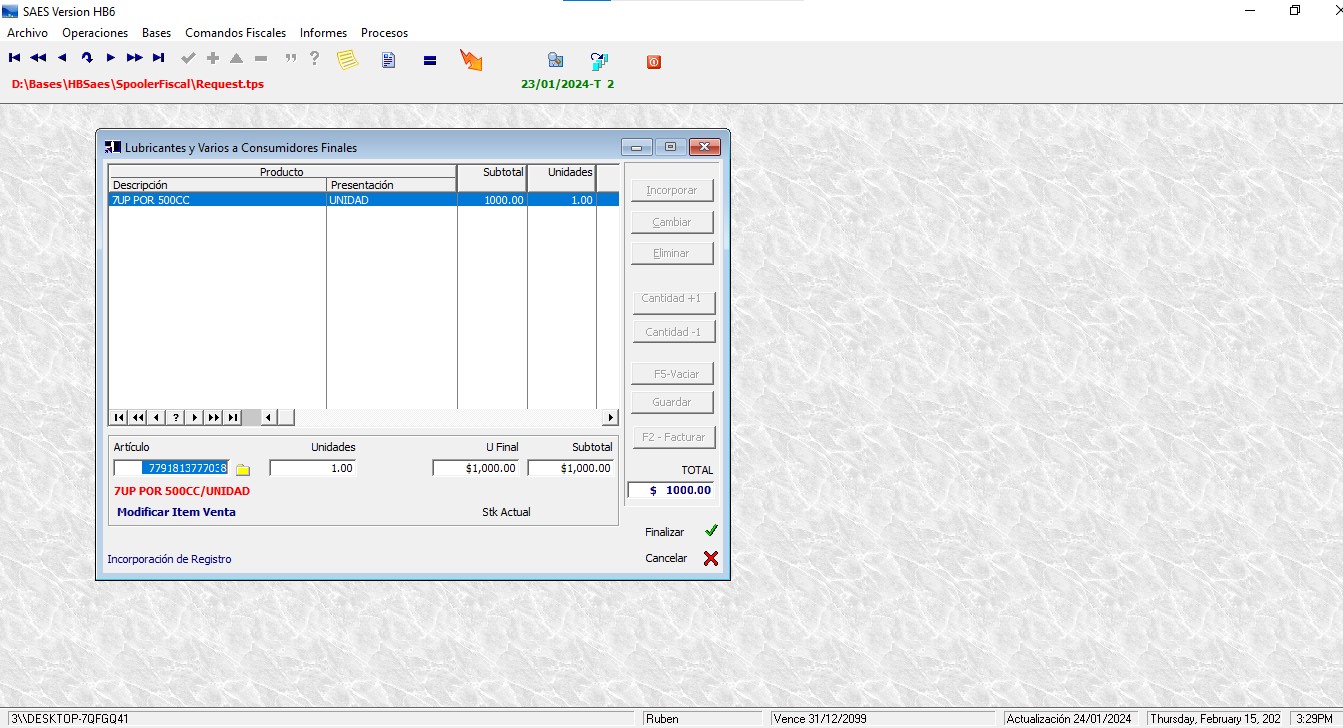 SAES Version HB6
Archivo Operaciones Bases Comandos Fiscales Informes Procesos
D:\Bases\HBSaes\SpoolerFiscal\Request.tps 23/01/2024-T 2
Lubricantes y Varios a Consumidores Finales
Producto Subtotal Unidades
Descripción Presentación
7UP POR 500CC UNIDAD 1000.00 1.00
Incorporar
Cambiar
Eliminar
Cantidad +1
Cantidad -1
F5-Vaciar
Guardar
F2 - Facturar
Artículo Unidades U Final Subtotal
7791813777038 1.00 $1,000.00 $1,000.00
TOTAL
$ 1000.00
7UP POR 500CC/UNIDAD
Modificar Item Venta Stk Actual
Finalizar
Cancelar
Incorporación de Registro
3\\DESKTOP-7QFGQ41 Ruben Vence 31/12/2099 Actualización 24/01/2024 Thursday, February 15, 202 3:29PM